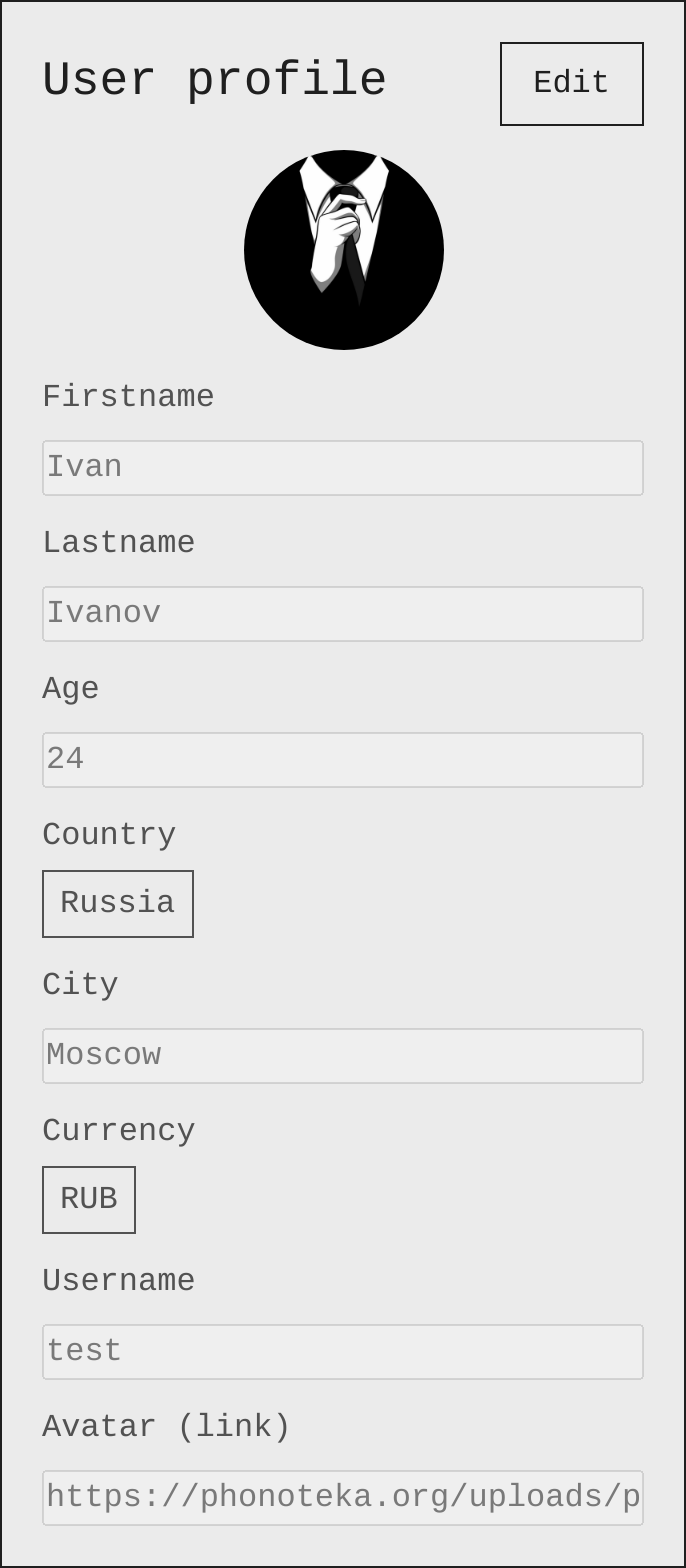 User profile
Edit
Firstname
Ivan
Lastname
Ivanov
Age
24
Country
Russia
City
Moscow
Currency
RUB
Username
test
Avatar (link)
https://phonoteka.org/uploads/p